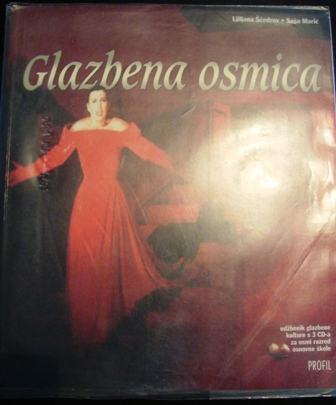 Ljiljana Ščedrov • Saša Marić
Glazbena osmica
udžbenik glazbene
kulture s 3 CD-a
za osmi razred
osnovne škole
PROFIL